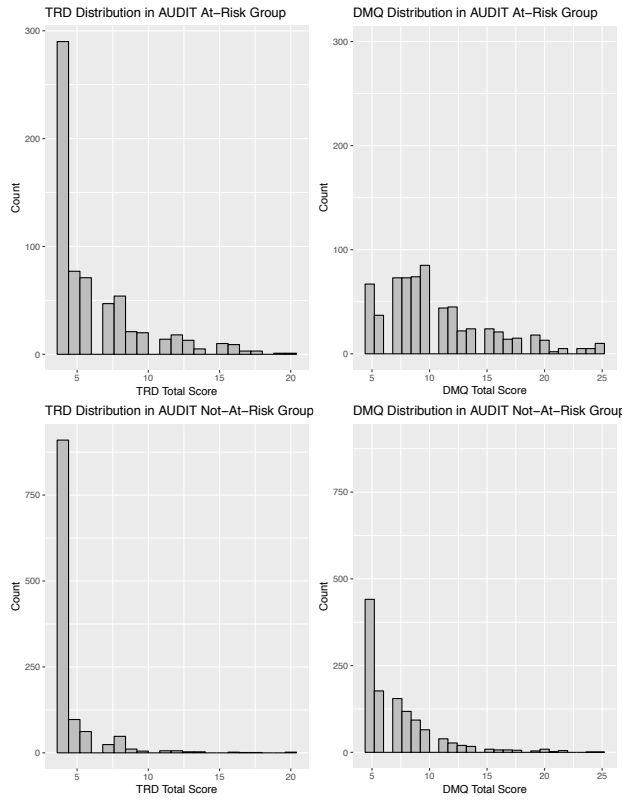 TRD Distribution in AUDIT At−Risk Group
300
200
100
0
Count
5 10 15 20
TRD Total Score
DMQ Distribution in AUDIT At−Risk Group
300
200
100
0
Count
5 10 15 20 25
DMQ Total Score
TRD Distribution in AUDIT Not−At−Risk Group
750
500
250
0
Count
5 10 15 20
TRD Total Score
DMQ Distribution in AUDIT Not−At−Risk Group
750
500
250
0
Count
5 10 15 20 25
DMQ Total Score